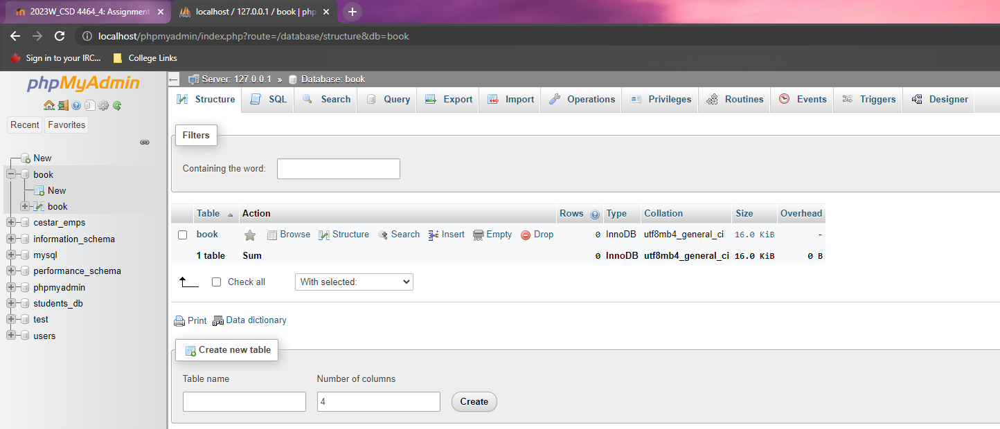 2023W_CSD 4464_4: Assignment
localhost / 127.0.0.1 / book | php
localhost/phpmyadmin/index.php?route=/database/structure&db=book
Sign in to your IRC... College Links
phpMyAdmin
Recent Favorites
New
book
New
book
cestar_emps
information_schema
mysql
performance_schema
phpmyadmin
students_db
test
users
Server: 127.0.0.1 » Database: book
Structure SQL Search Query Export Import Operations Privileges Routines Events Triggers Designer
Filters
Containing the word:
Table Action Rows Type Collation Size Overhead
book Browse Structure Search Insert Empty Drop 0 InnoDB utf8mb4_general_ci 16.0 KiB -
1 table Sum 0 InnoDB utf8mb4_general_ci 16.0 KiB 0 B
Check all With selected:
Print Data dictionary
Create new table
Table name Number of columns
4 Create